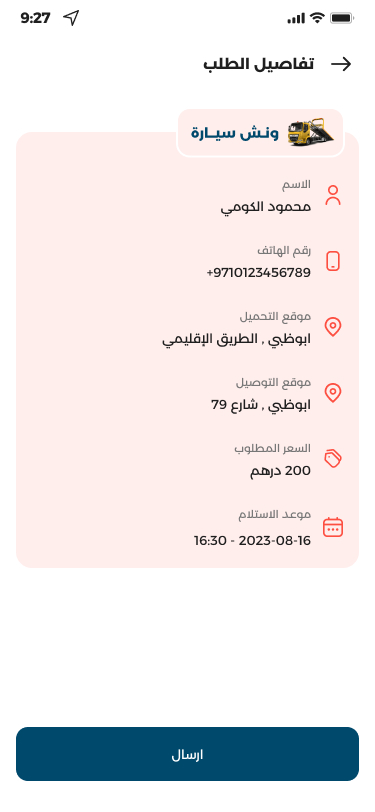 9:27
تفاصيل الطلب
ونش سيارة
الاسم
محمود الكومي
رقم الهاتف
+9710123456789
موقع التحميل
ابوظبي , الطريق الإقليمي
موقع التوصيل
ابوظبي , شارع 79
السعر المطلوب
200 درهم
موعد الاستلام
2023-08-16 - 16:30
ارسال